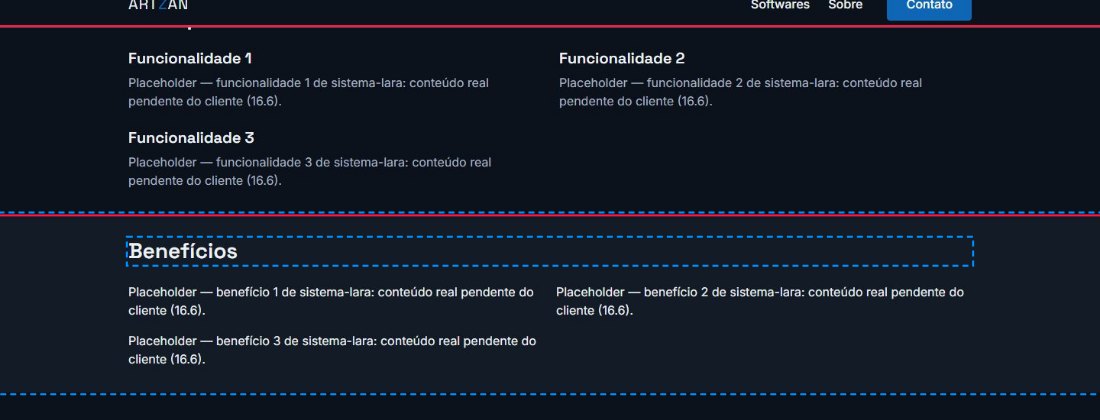 ARTZAN
Softwares Sobre Contato
Funcionalidade 1
Placeholder — funcionalidade 1 de sistema-lara: conteúdo real
pendente do cliente (16.6).
Funcionalidade 2
Placeholder — funcionalidade 2 de sistema-lara: conteúdo real
pendente do cliente (16.6).
Funcionalidade 3
Placeholder — funcionalidade 3 de sistema-lara: conteúdo real
pendente do cliente (16.6).
Benefícios
Placeholder — benefício 1 de sistema-lara: conteúdo real pendente do
cliente (16.6).
Placeholder — benefício 2 de sistema-lara: conteúdo real pendente do
cliente (16.6).
Placeholder — benefício 3 de sistema-lara: conteúdo real pendente do
cliente (16.6).